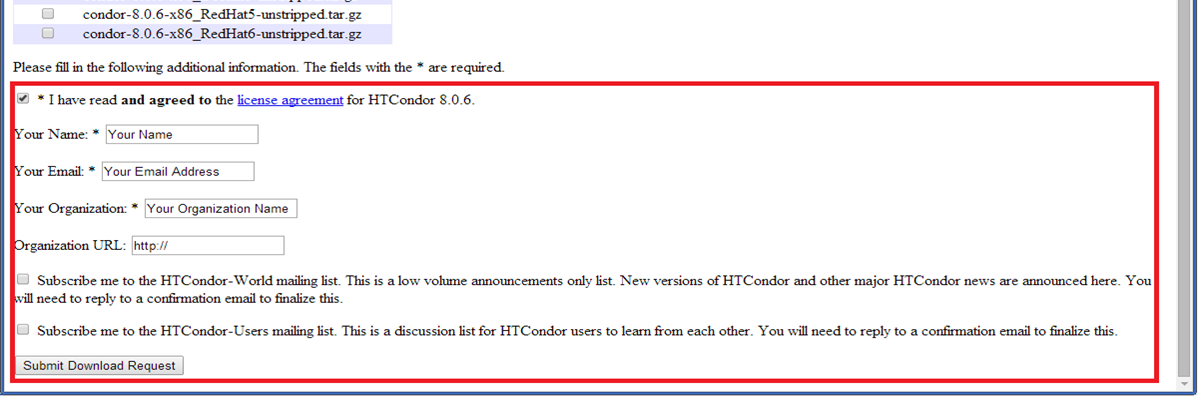 condor-8.0.6-x86_RedHat5-unstripped.tar.gz
condor-8.0.6-x86_RedHat6-unstripped.tar.gz
Please fill in the following additional information. The fields with the * are required.
* I have read and agreed to the license agreement for HTCondor 8.0.6.
Your Name: * Your Name
Your Email: * Your Email Address
Your Organization: * Your Organization Name
Organization URL: http://
Subscribe me to the HTCondor-World mailing list. This is a low volume announcements only list. New versions of HTCondor and other major HTCondor news are announced here. You
will need to reply to a confirmation email to finalize this.
Subscribe me to the HTCondor-Users mailing list. This is a discussion list for HTCondor users to learn from each other. You will need to reply to a confirmation email to finalize this.
Submit Download Request